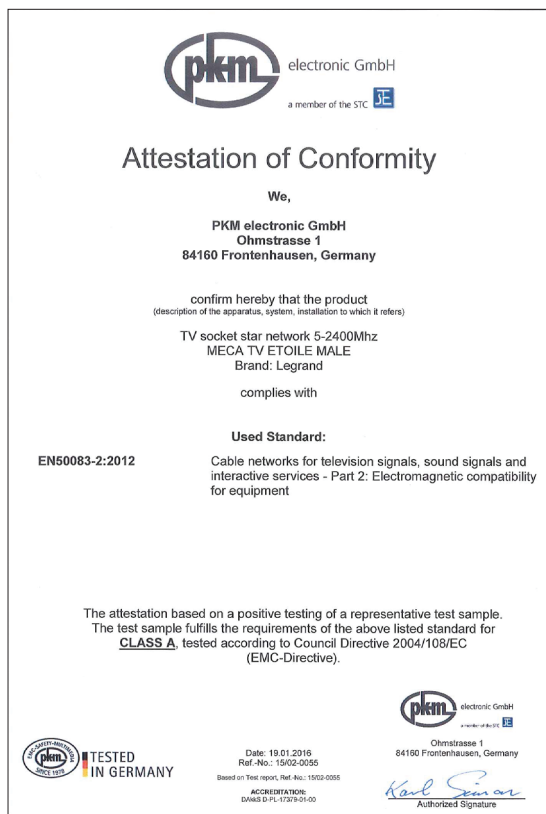 pkm electronic GmbH
a member of the STC
Attestation of Conformity
We,
PKM electronic GmbH
Ohmstrasse 1
84160 Frontenhausen, Germany
confirm hereby that the product
(description of the apparatus, system, installation to which it refers)
TV socket star network 5-2400Mhz
MECA TV ETOILE MALE
Brand: Legrand
complies with
Used Standard:
EN50083-2:2012 Cable networks for television signals, sound signals and
interactive services - Part 2: Electromagnetic compatibility
for equipment
The attestation based on a positive testing of a representative test sample.
The test sample fulfills the requirements of the above listed standard for
CLASS A, tested according to Council Directive 2004/108/EC
(EMC-Directive).
EMC-SAFETY-MULTIMEDIA
pkm
SINCE 1979
TESTED
IN GERMANY
Date: 19.01.2016
Ref.-No.: 15/02-0055
Based on Test report, Ref.-No.: 15/02-0055
ACCREDITATION:
DAkkS D-PL-17379-01-00
pkm electronic GmbH
a member of the STC
Ohmstrasse 1
84160 Frontenhausen, Germany
Authorized Signature